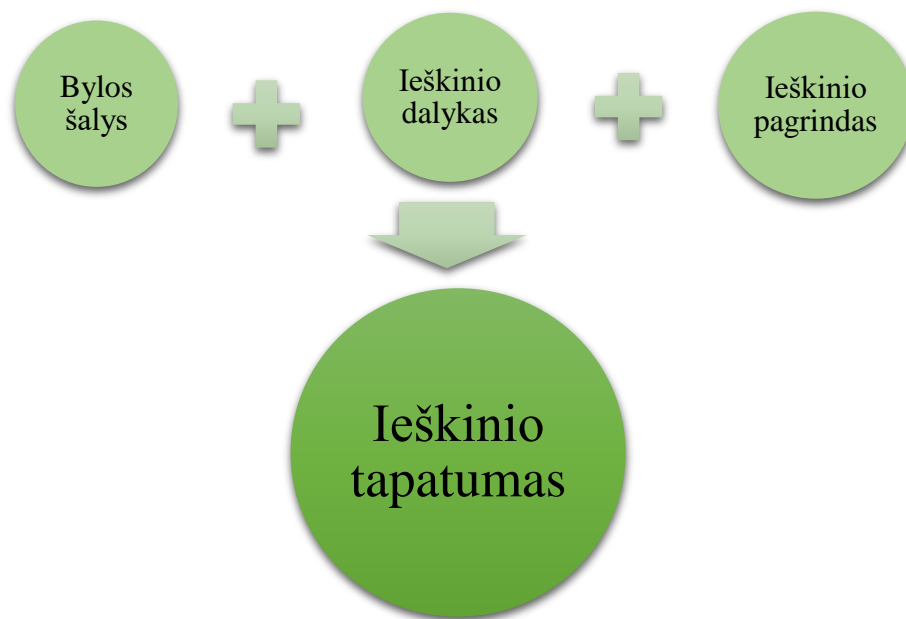 Bylos
šalys
Ieškinio
dalykas
Ieškinio
pagrindas
Ieškinio
tapatumas